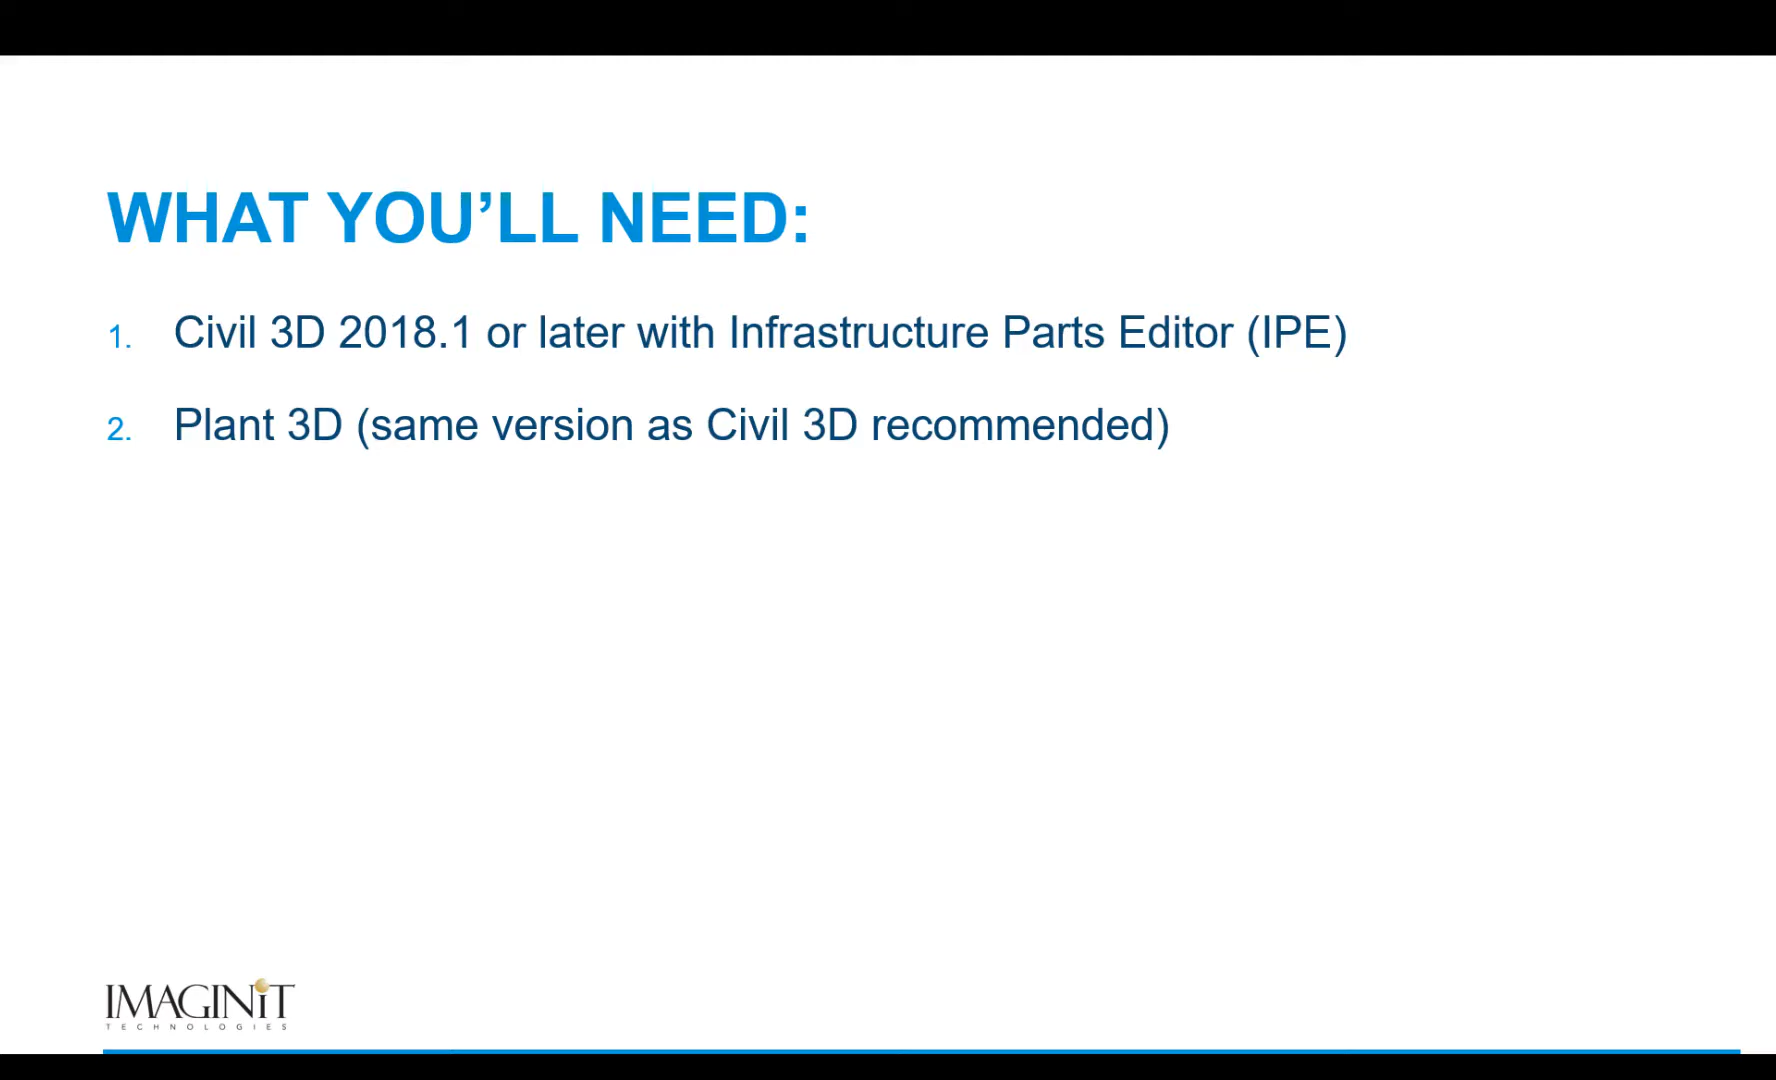 WHAT YOU’LL NEED:
1. Civil 3D 2018.1 or later with Infrastructure Parts Editor (IPE)
2. Plant 3D (same version as Civil 3D recommended)
IMAGINiT
TECHNOLOGIES